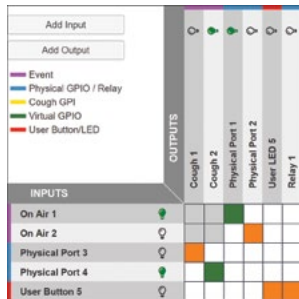 Add Input
Add Output
Event
Physical GPIO / Relay
Cough GPI
Virtual GPIO
User Button/LED
OUTPUTS
Cough 1
Cough 2
Physical Port 1
Physical Port 2
User LED 5
Relay 1
INPUTS
On Air 1
On Air 2
Physical Port 3
Physical Port 4
User Button 5